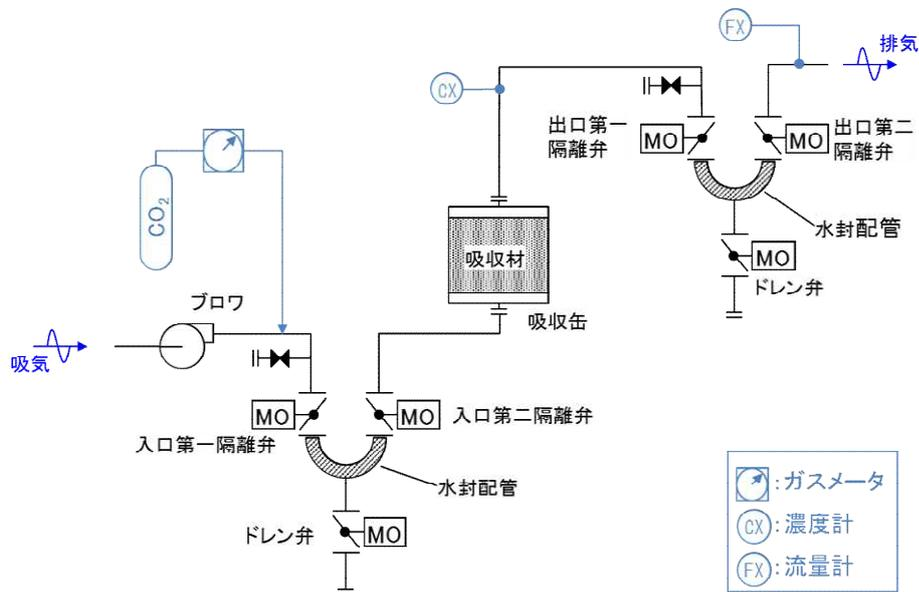 FX
排気
CX
出口第一
隔離弁
MO
MO
出口第二
隔離弁
CO2
水封配管
吸収材
MO
ドレン弁
ブロワ
吸収缶
吸気
MO
MO
入口第二隔離弁
入口第一隔離弁
水封配管
ドレン弁
MO
:ガスメータ
CX:濃度計
FX:流量計